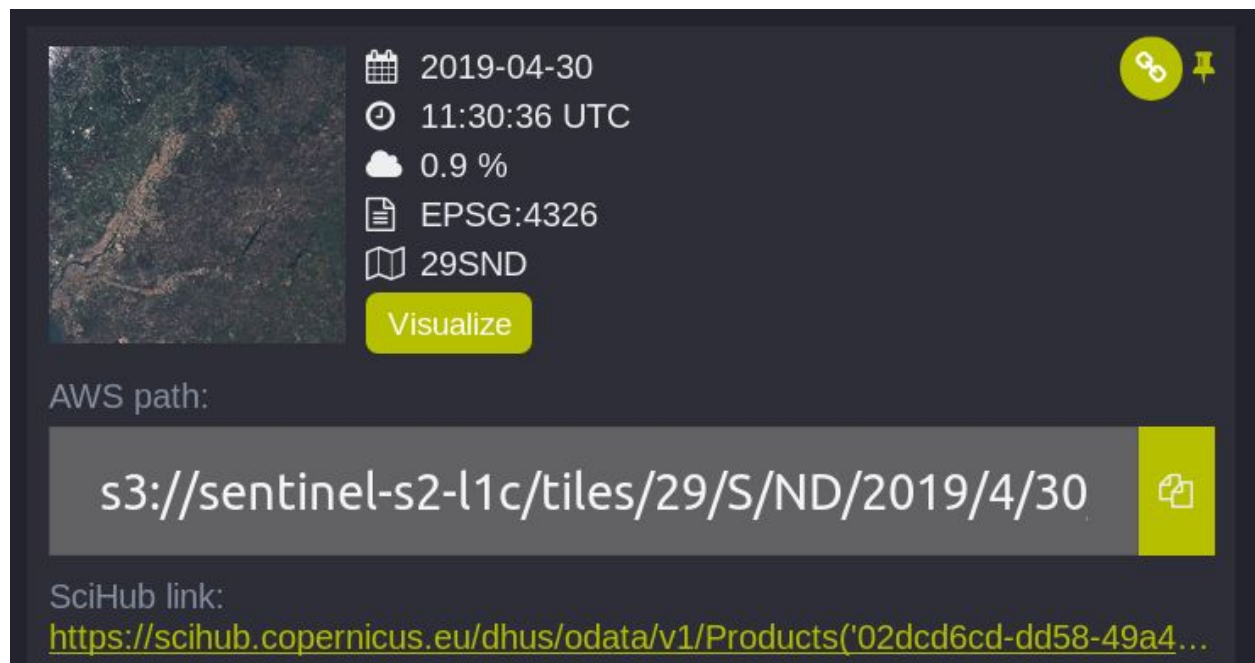 2019-04-30
11:30:36 UTC
0.9 %
EPSG:4326
29SND
Visualize
AWS path:
s3://sentinel-s2-l1c/tiles/29/S/ND/2019/4/30
SciHub link:
https://scihub.copernicus.eu/dhus/odata/v1/Products('02dcd6cd-dd58-49a4...